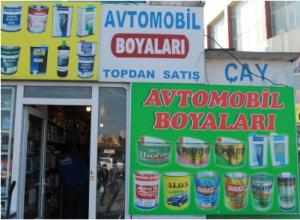 AVTOMOBİL
BOYALARI
TOPDAN SATIŞ
ÇAY
AVTOMOBİL
BOYALARI